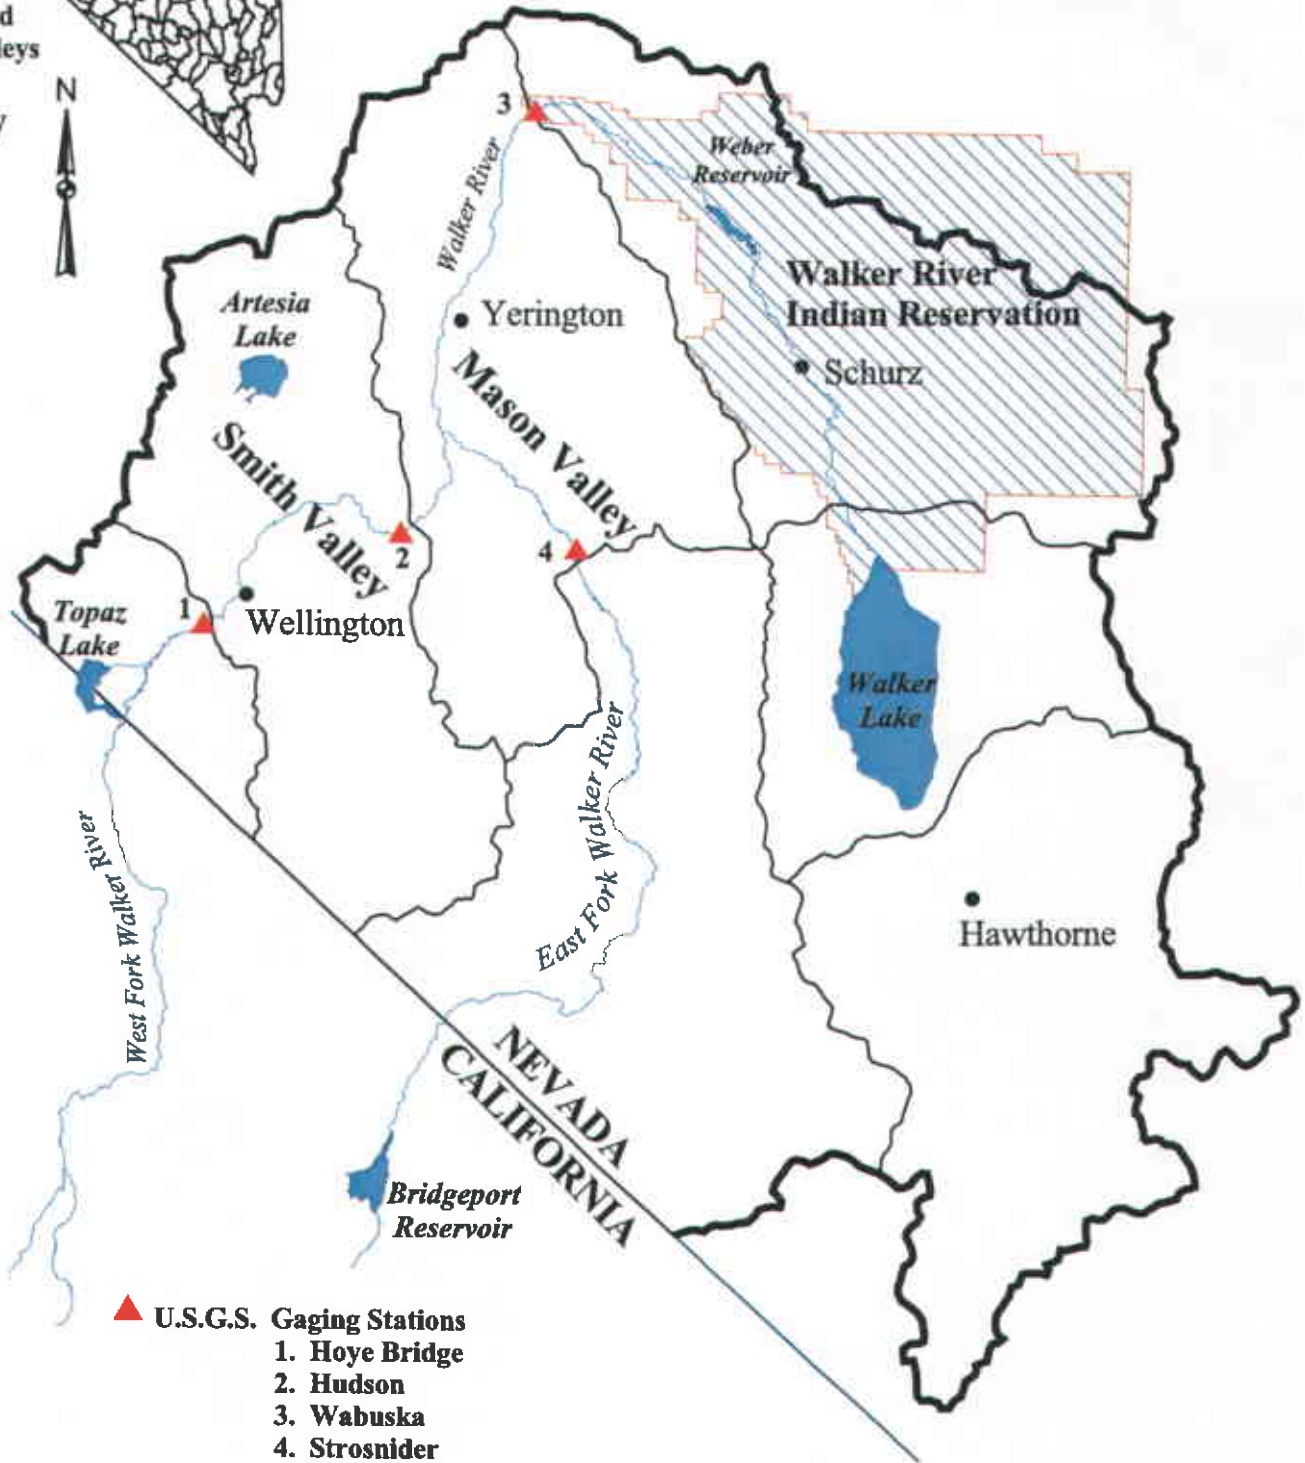 N
3
Weber
Reservoir
Walker River
Walker River
Indian Reservation
Artesia
Lake
Yerington
Schurz
Mason Valley
Smith Valley
2
4
Topaz
Lake
1
Wellington
Walker
Lake
West Fork Walker River
East Fork Walker River
Hawthorne
NEVADA
CALIFORNIA
Bridgeport
Reservoir
U.S.G.S. Gaging Stations
1. Hoye Bridge
2. Hudson
3. Wabuska
4. Strosnider